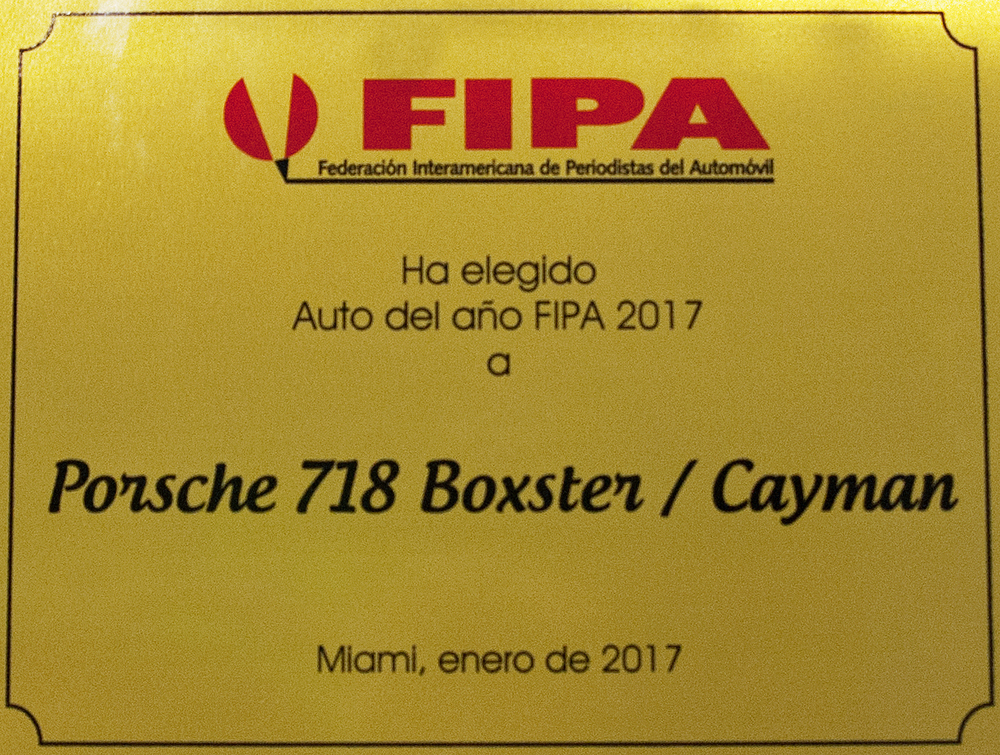 FIPA
Federación Interamericana de Periodistas del Automóvil
Ha elegido
Auto del año FIPA 2017
a
Porsche 718 Boxster / Cayman
Miami, enero de 2017